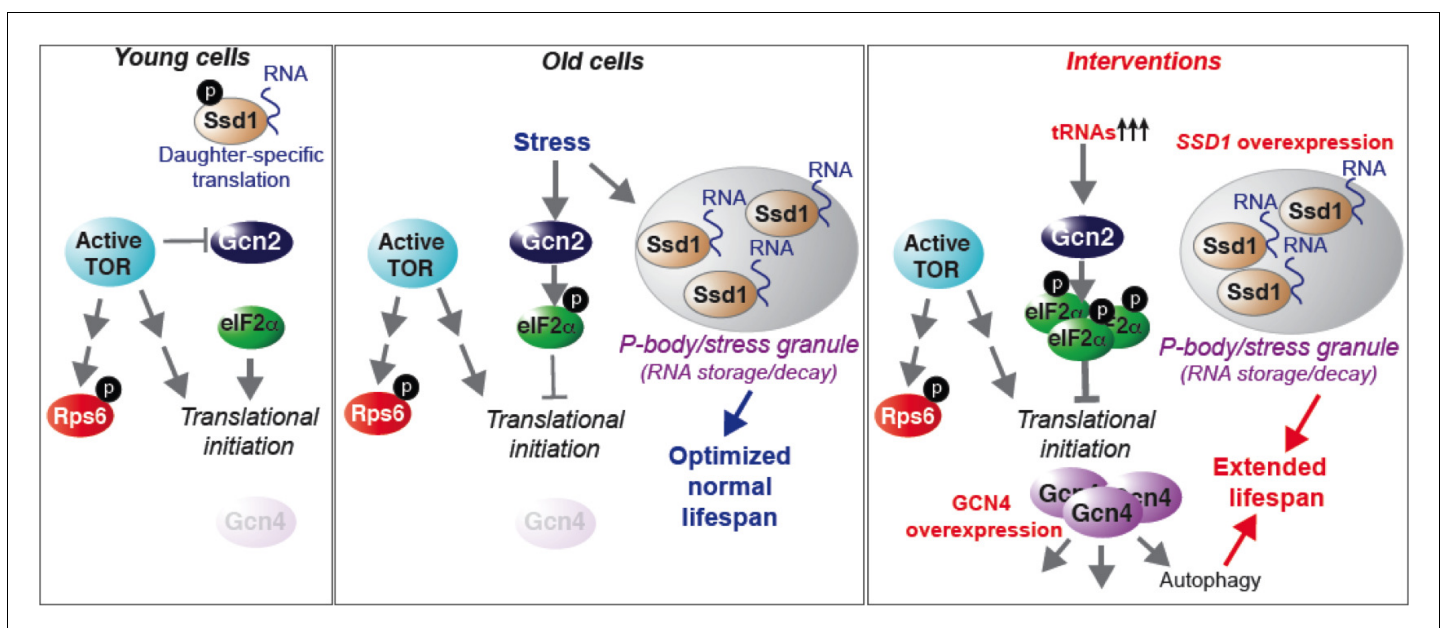 Young cells
RNA
p
Ssd1
Daughter-specific
translation
Active
TOR
Gcn2
eIF2α
p
Rps6
Translational
initiation
Gcn4
Old cells
Stress
Active
TOR
Gcn2
p
eIF2α
p
Rps6
Translational
initiation
Gcn4
RNA
RNA
Ssd1
Ssd1
RNA
Ssd1
P-body/stress granule
(RNA storage/decay)
Optimized
normal
lifespan
Interventions
tRNAs↑↑↑
Active
TOR
Gcn2
p
p
p
eIF2α
eIF2α
F2α
p
Rps6
Translational
initiation
GCN4
overexpression
Gcn4
Gcn4
cn4
Autophagy
SSD1 overexpression
RNA
RNA
Ssd1
Ssd1
RNA
Ssd1
P-body/stress granule
(RNA storage/decay)
Extended
lifespan